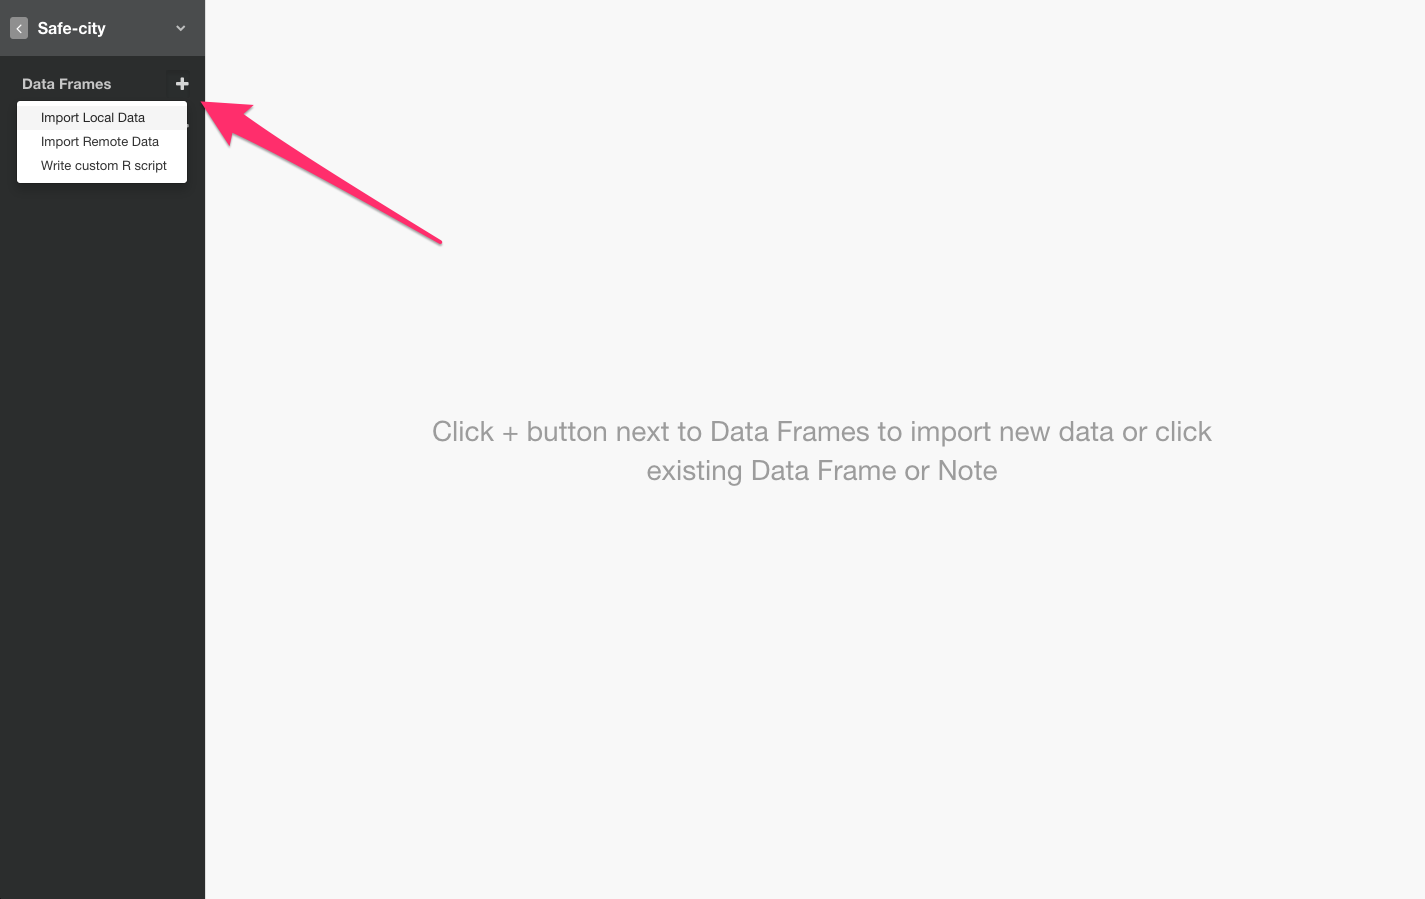 Safe-city
Data Frames +
Import Local Data
Import Remote Data
Write custom R script
Click + button next to Data Frames to import new data or click
existing Data Frame or Note